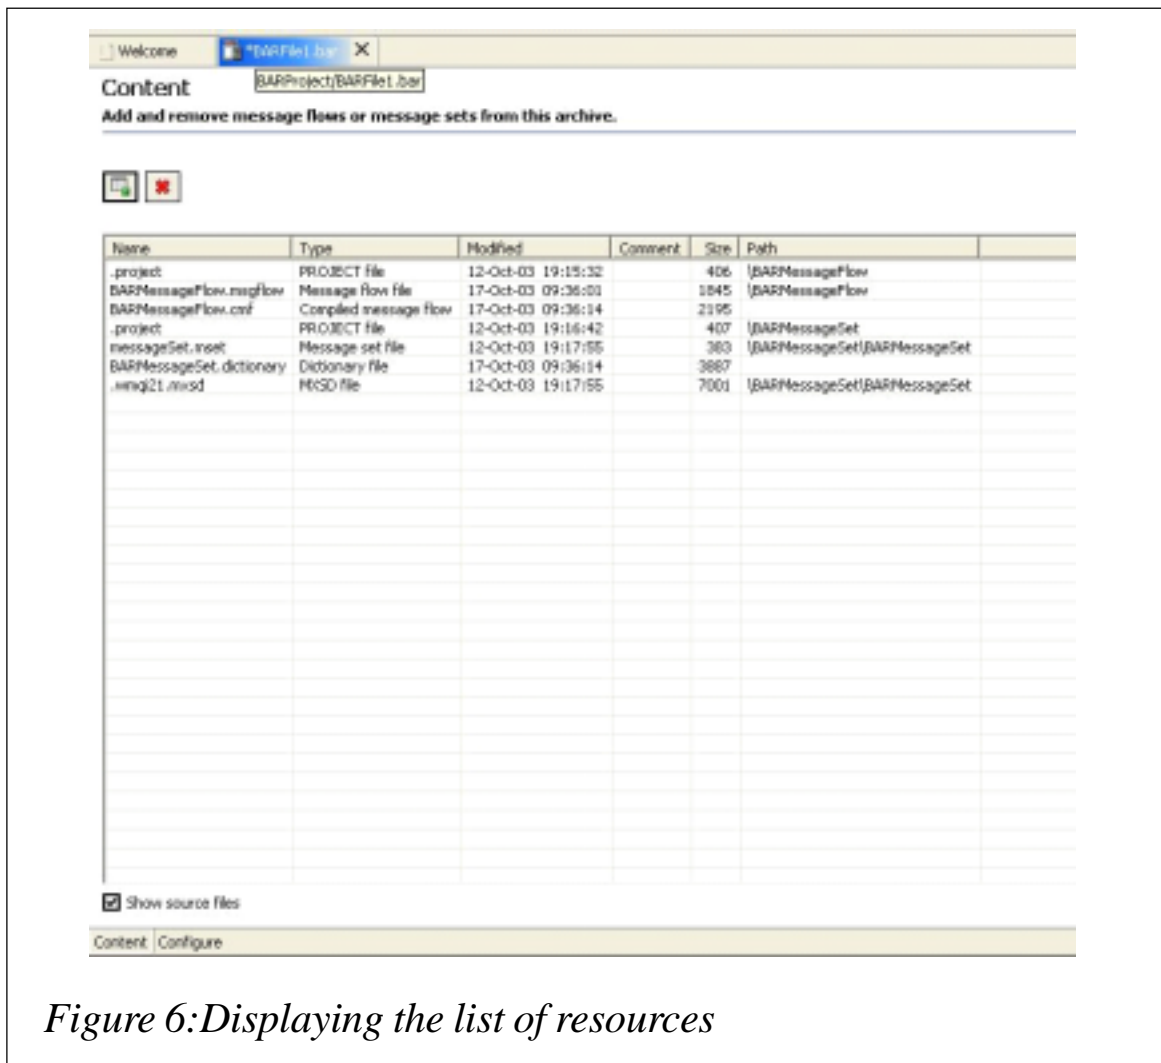 Welcome *BARFile1.bar
BARProject/BARFile1.bar
Content
Add and remove message flows or message sets from this archive.
Name Type Modified Comment Size Path
.project PROJECT file 12-Oct-03 19:15:32 406 \BARMessageFlow
BARMessageFlow.msgflow Message flow file 17-Oct-03 09:36:01 1845 \BARMessageFlow
BARMessageFlow.cmf Compiled message flow 17-Oct-03 09:36:14 2195
.project PROJECT file 12-Oct-03 19:16:42 407 \BARMessageSet
messageSet.mset Message set file 12-Oct-03 19:17:55 383 \BARMessageSet\BARMessageSet
BARMessageSet.dictionary Dictionary file 17-Oct-03 09:36:14 3887
.wmqi21.mxsd MXSD file 12-Oct-03 19:17:55 7001 \BARMessageSet\BARMessageSet
Show source files
Content Configure
Figure 6:Displaying the list of resources